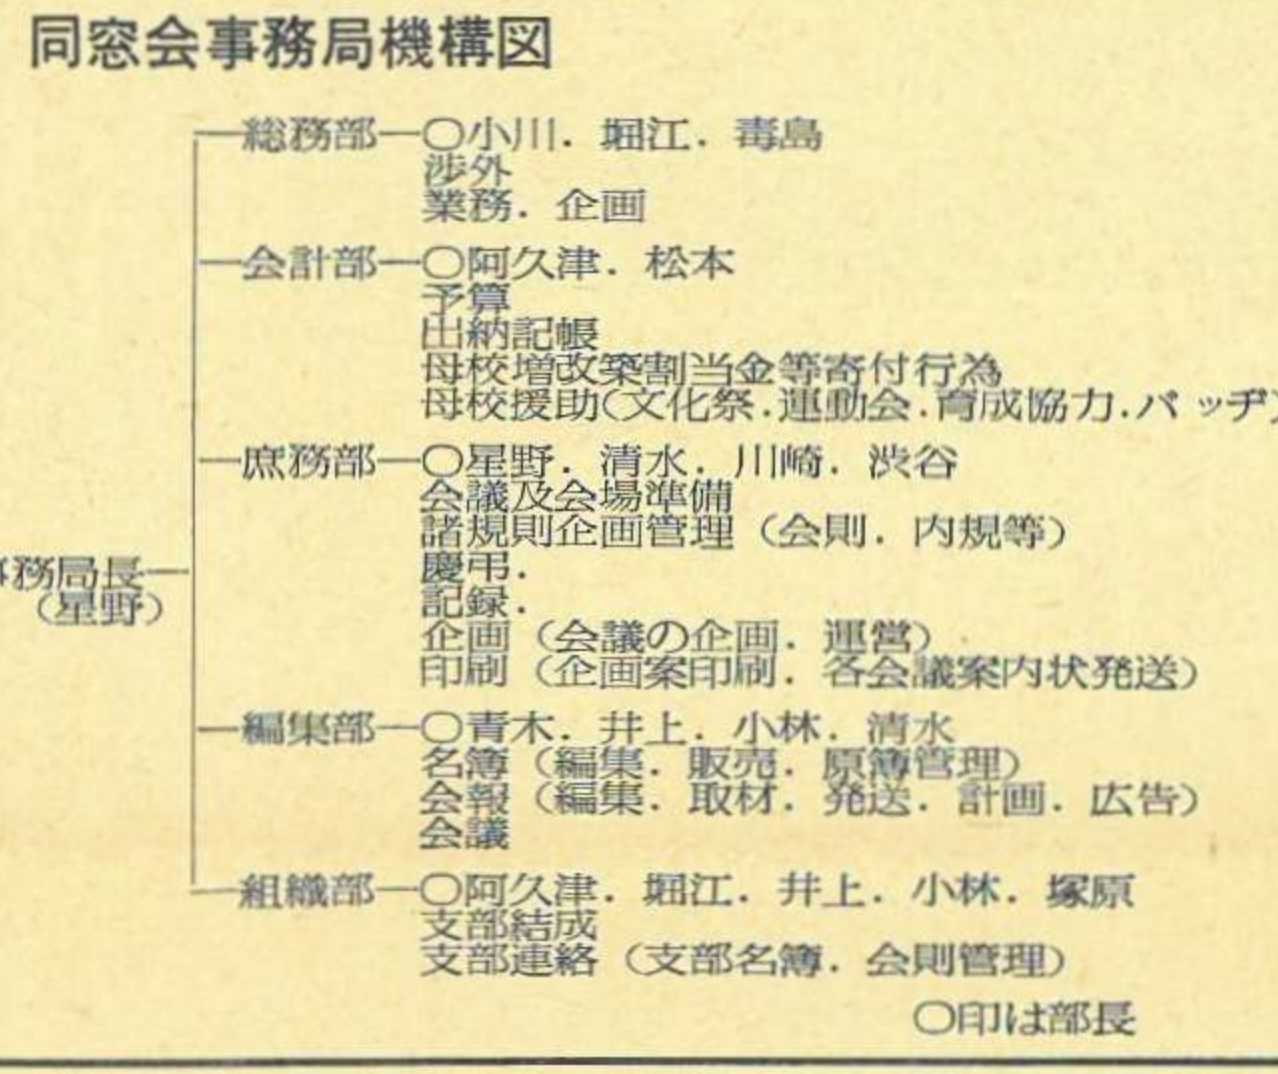 同窓会事務局機構図
総務部―○小川．堀江．毒島
渉外
業務．企画
会計部―○阿久津．松本
予算
出納記帳
母校増改築割当金等寄付行為
母校援助(文化祭.運動会.育成協力.バッヂ)
庶務部―○星野．清水．川崎．渋谷
会議及会場準備
諸規則企画管理（会則．内規等）
慶弔．
務局長―
記録．
（星野）
企画（会議の企画．運営）
印刷（企画案印刷．各会議案内状発送）
編集部―○青木．井上．小林．清水
名簿（編集．販売．原簿管理）
会報（編集．取材．発送．計画．広告）
会議
組織部―○阿久津．堀江．井上．小林．塚原
支部結成
支部連絡（支部名簿．会則管理）
○印は部長